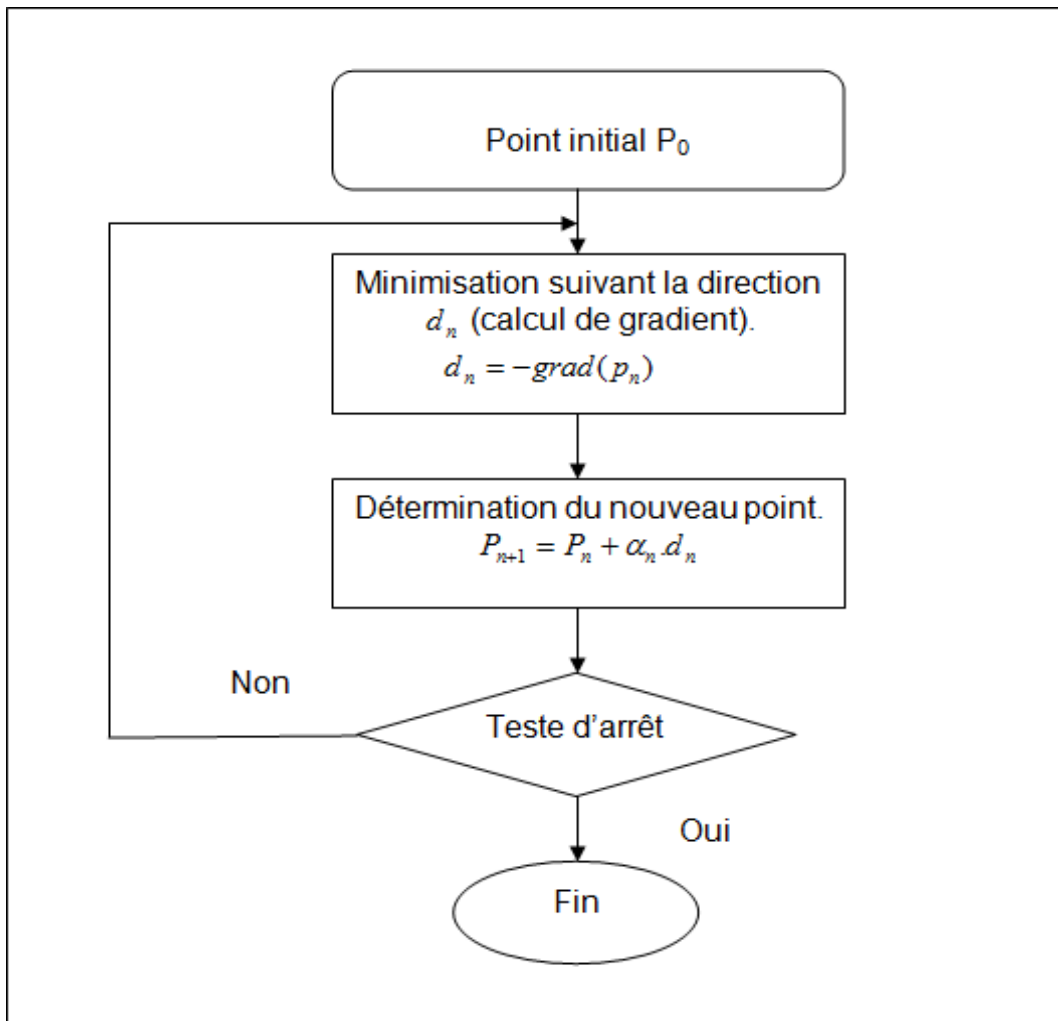 Point initial P₀
Minimisation suivant la direction
dₙ (calcul de gradient).
dₙ = −grad(pₙ)
Détermination du nouveau point.
Pₙ₊₁ = Pₙ + αₙ.dₙ
Non
Teste d’arrêt
Oui
Fin